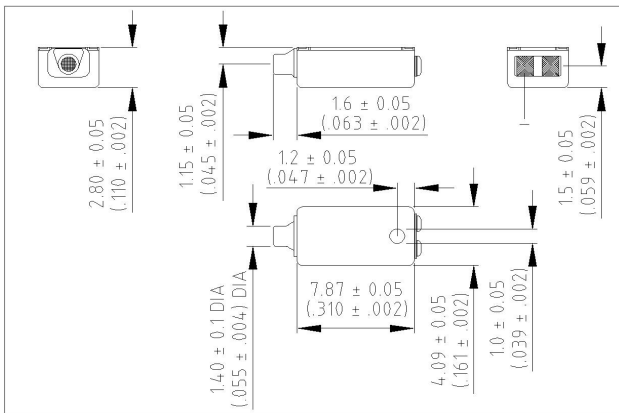 2.80 ± 0.05
(.110 ± .002)
1.15 ± 0.05
(.045 ± .002)
1.6 ± 0.05
(.063 ± .002)
1.2 ± 0.05
(.047 ± .002)
1.5 ± 0.05
(.059 ± .002)
1.40 ± 0.1 DIA
(.055 ± .004) DIA
7.87 ± 0.05
(.310 ± .002)
4.09 ± 0.05
(.161 ± .002)
1.0 ± 0.05
(.039 ± .002)